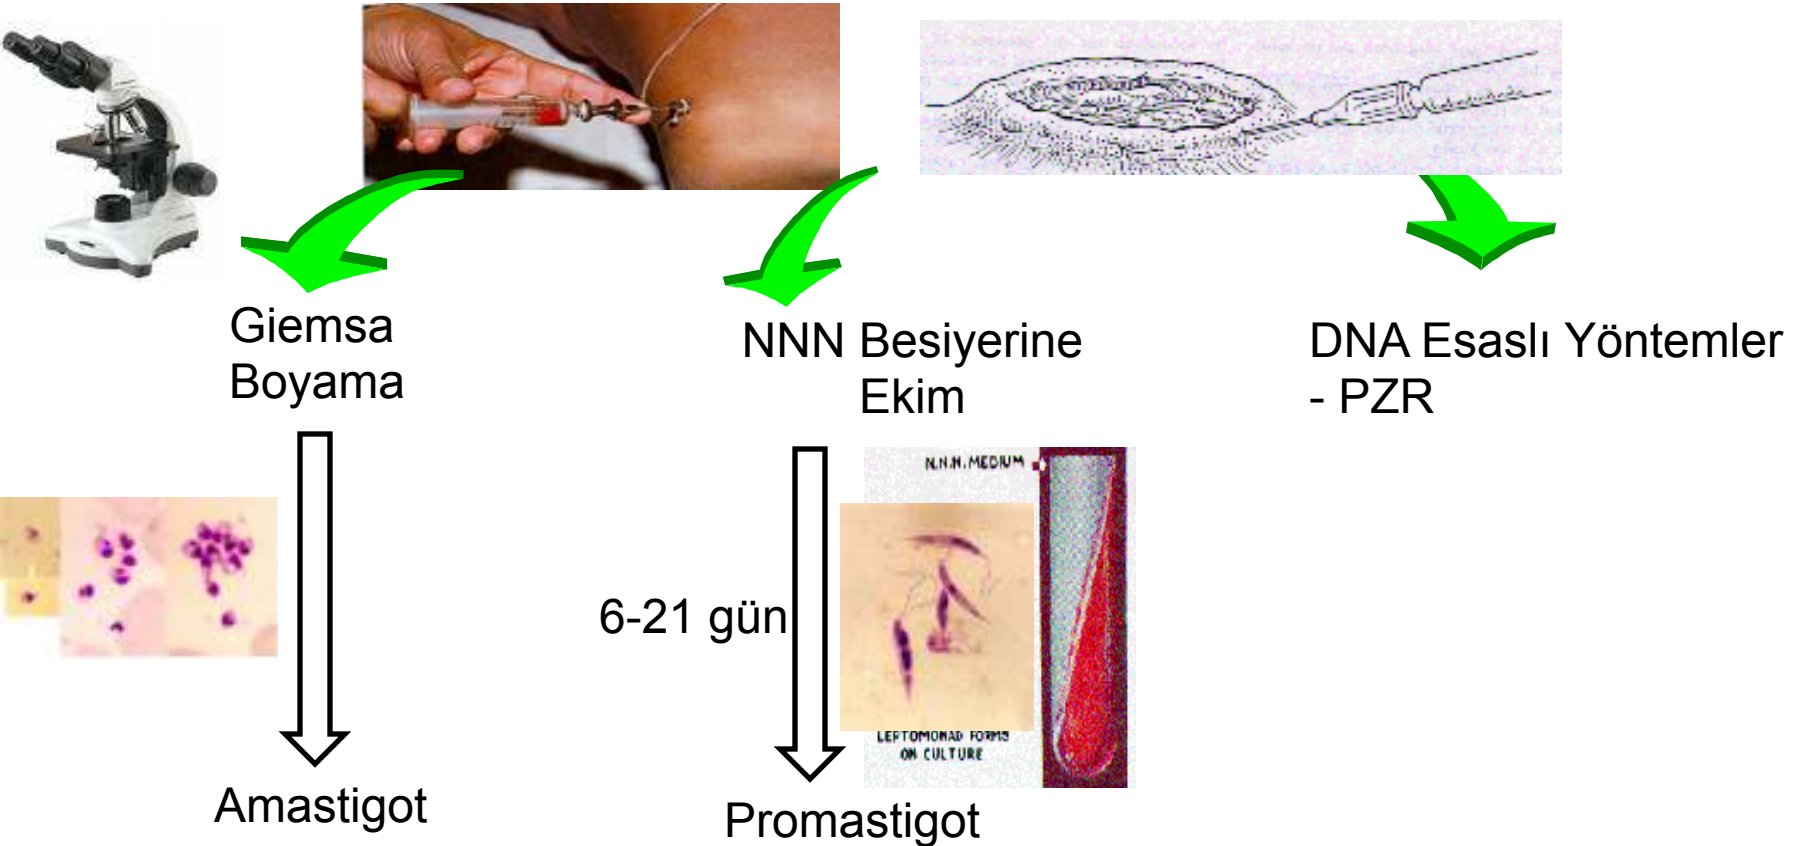 Giemsa
Boyama
NNN Besiyerine
Ekim
DNA Esaslı Yöntemler
- PZR
N.N.N. MEDIUM
6-21 gün
LEPTOMONAD FORMS
ON CULTURE
Amastigot
Promastigot